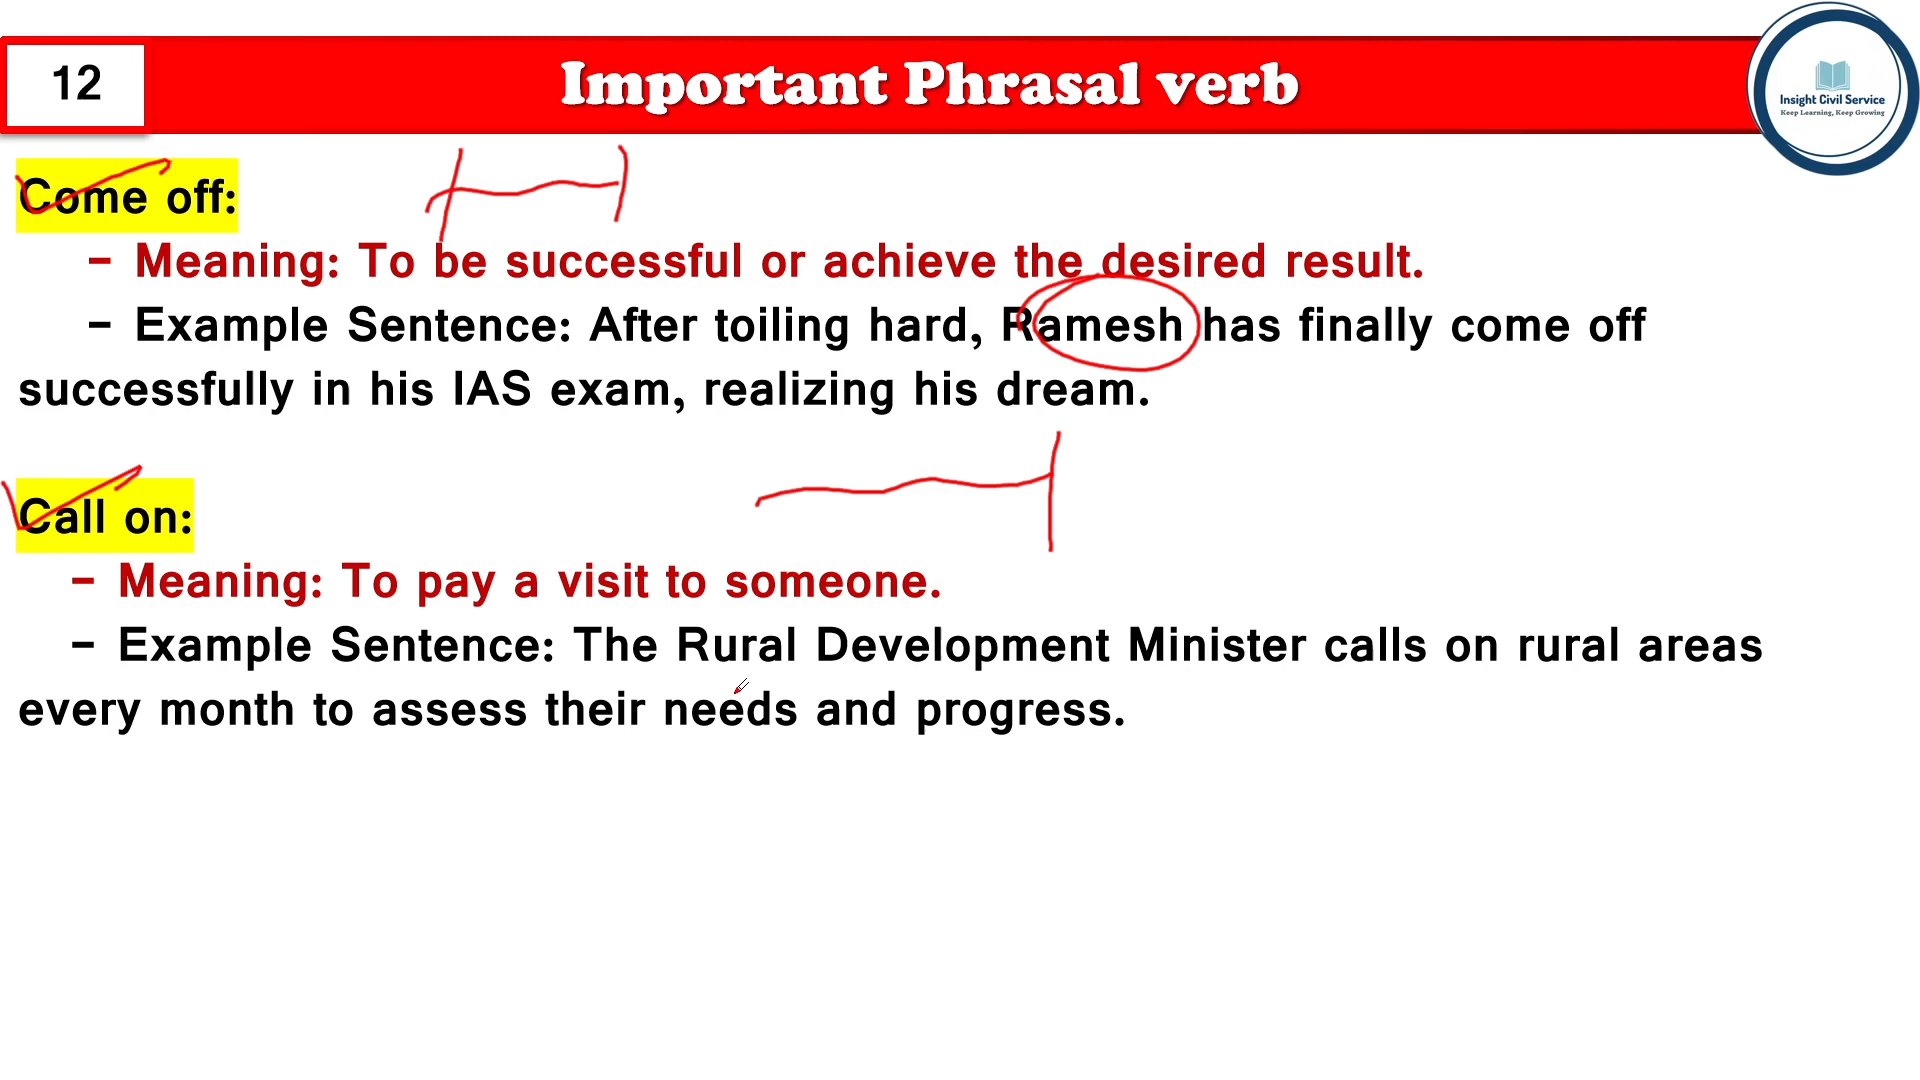 12
Important Phrasal verb
Insight Civil Service
Keep Learning, Keep Growing
Come off:
- Meaning: To be successful or achieve the desired result.
- Example Sentence: After toiling hard, Ramesh has finally come off
successfully in his IAS exam, realizing his dream.
Call on:
- Meaning: To pay a visit to someone.
- Example Sentence: The Rural Development Minister calls on rural areas
every month to assess their needs and progress.